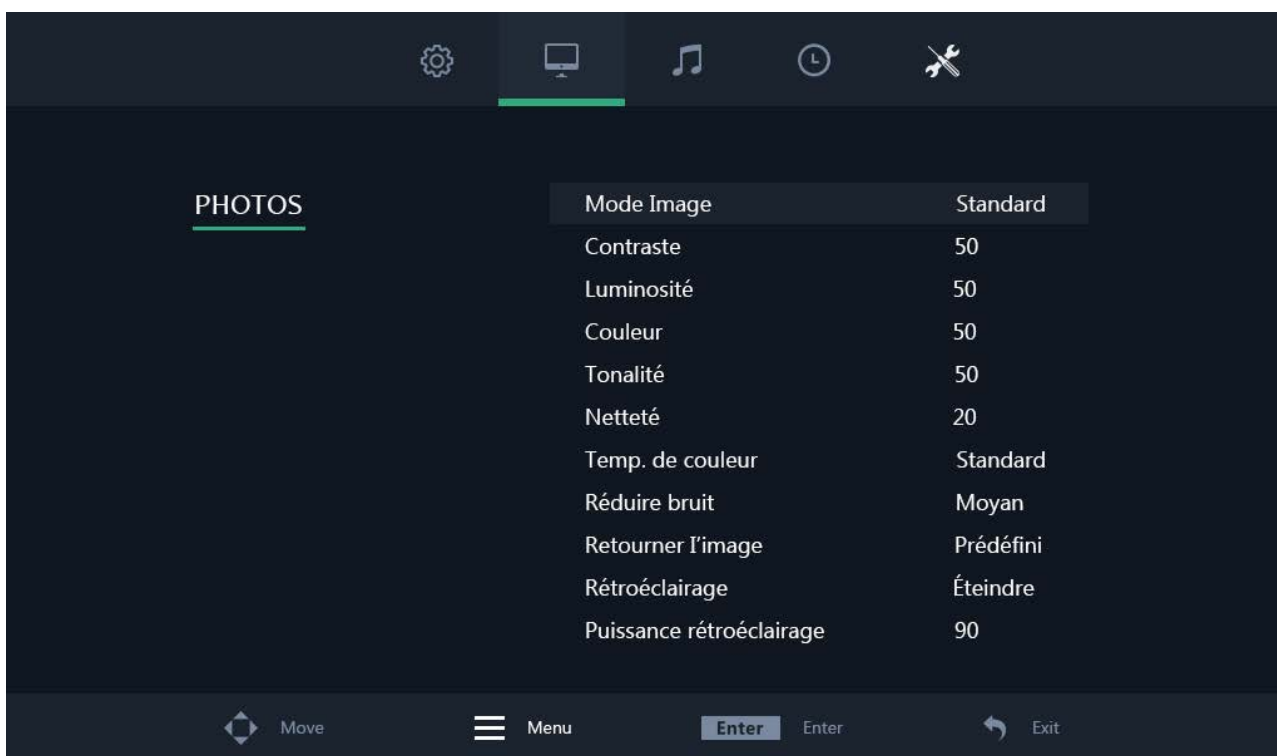 PHOTOS
Mode Image Standard
Contraste 50
Luminosité 50
Couleur 50
Tonalité 50
Netteté 20
Temp. de couleur Standard
Réduire bruit Moyan
Retourner I'image Prédéfini
Rétroéclairage Éteindre
Puissance rétroéclairage 90
Move Menu Enter Enter Exit